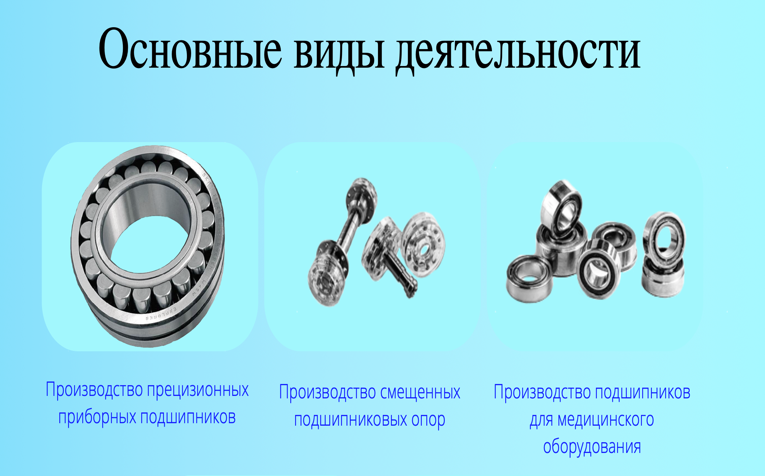 Основные виды деятельности
Производство прецизионных
приборных подшипников
Производство смещенных
подшипниковых опор
Производство подшипников
для медицинского
оборудования